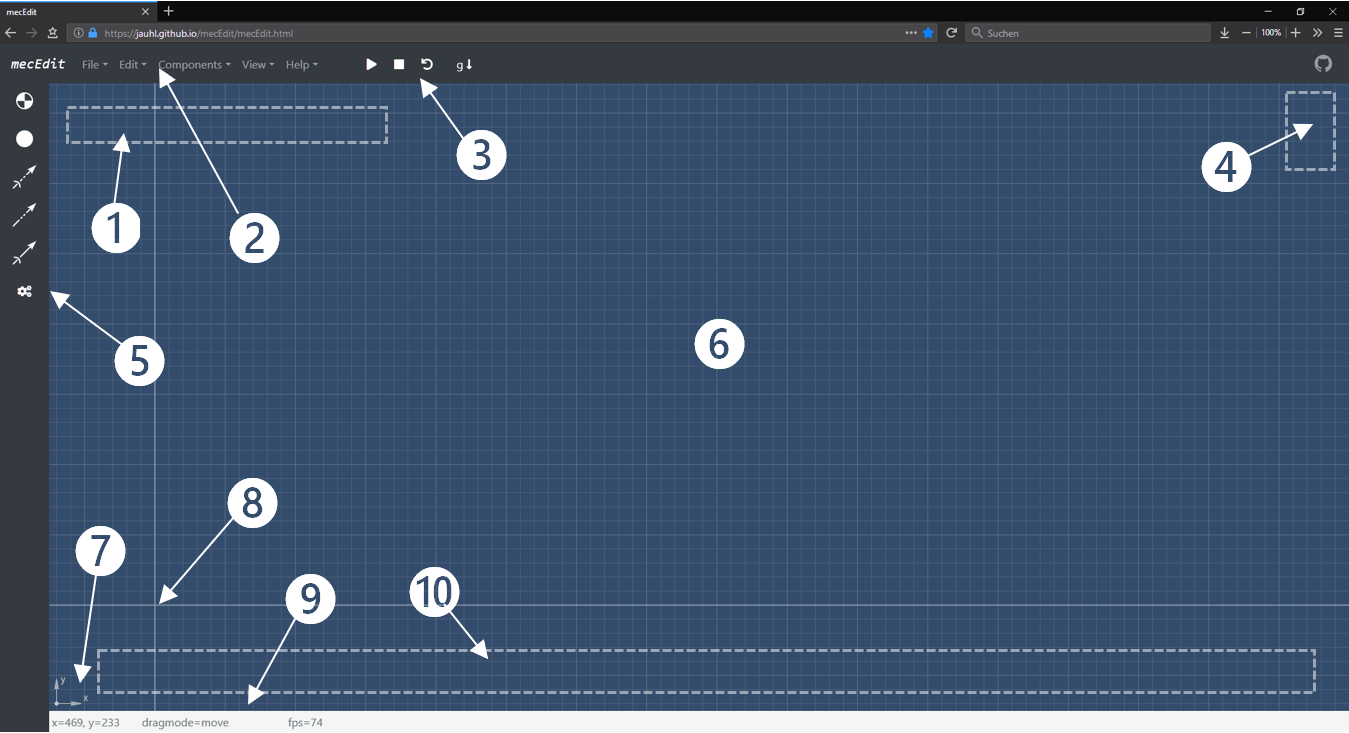 mecEdit
https://jauhl.github.io/mecEdit/mecEdit.html
Suchen
100%
mecEdit File Edit Components View Help g
1
2
3
4
5
6
7
8
9
10
y
x
x=469, y=233 dragmode=move fps=74